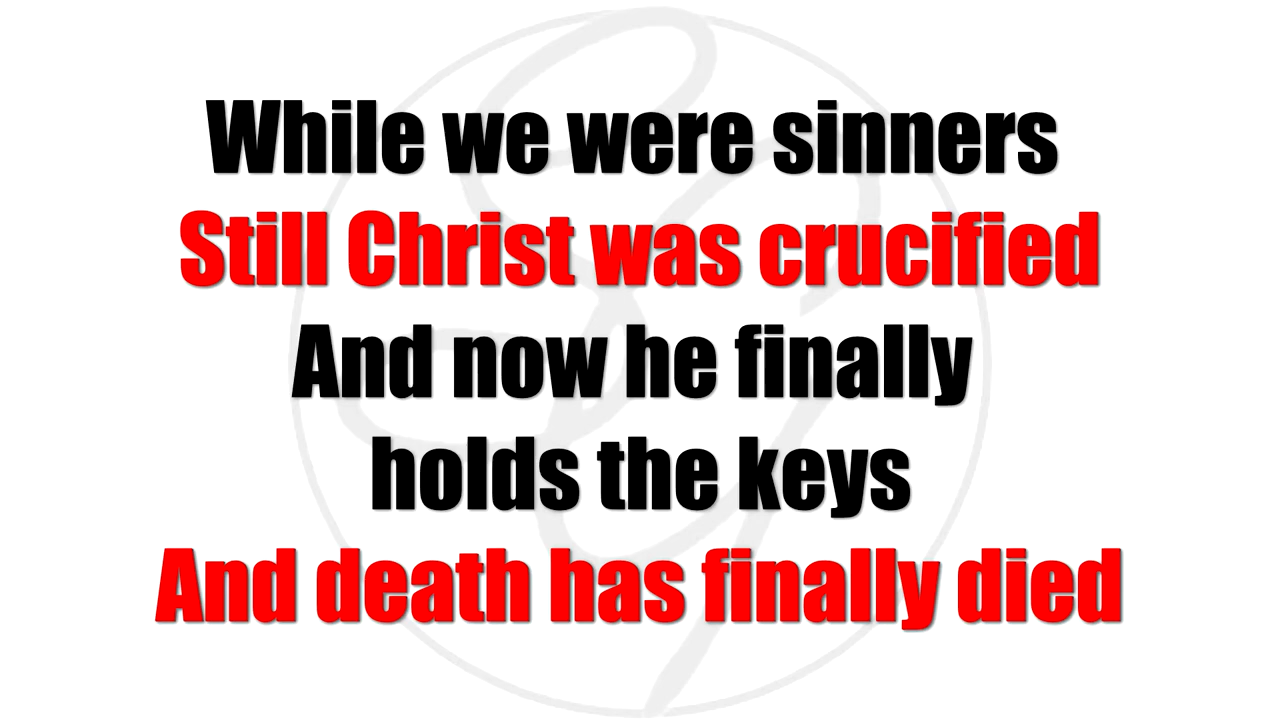 While we were sinners
Still Christ was crucified
And now he finally
holds the keys
And death has finally died